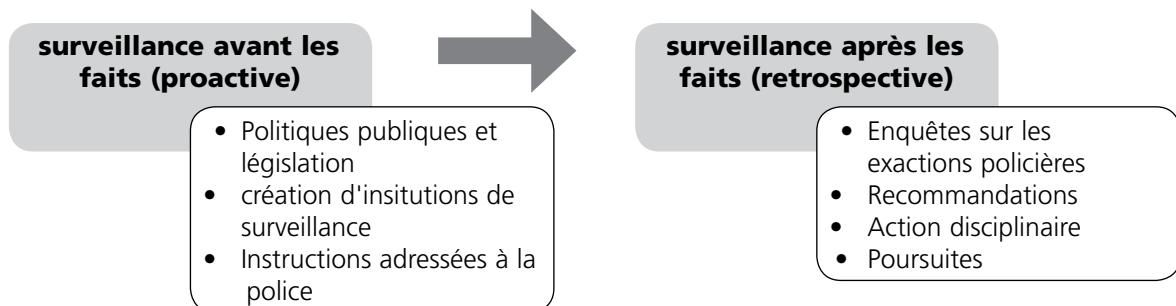 surveillance avant les
faits (proactive)
• Politiques publiques et
législation
• création d'insitutions de
surveillance
• Instructions adressées à la
police
surveillance après les
faits (retrospective)
• Enquêtes sur les
exactions policières
• Recommandations
• Action disciplinaire
• Poursuites